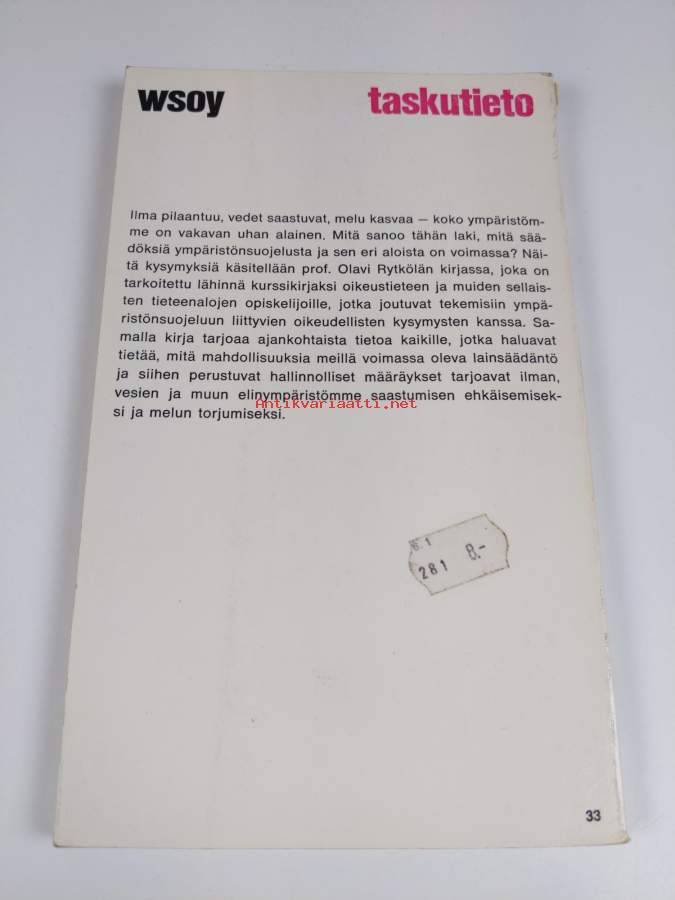 wsoy taskutieto
Ilma pilaantuu, vedet saastuvat, melu kasvaa — koko ympäristöm-
me on vakavan uhan alainen. Mitä sanoo tähän laki, mitä sää-
döksiä ympäristönsuojelusta ja sen eri aloista on voimassa? Näi-
tä kysymyksiä käsitellään prof. Olavi Rytkölän kirjassa, joka on
tarkoitettu lähinnä kurssikirjaksi oikeustieteen ja muiden sellais-
ten tieteenalojen opiskelijoille, jotka joutuvat tekemisiin ympä-
ristönsuojeluun liittyvien oikeudellisten kysymysten kanssa. Sa-
malla kirja tarjoaa ajankohtaista tietoa kaikille, jotka haluavat
tietää, mitä mahdollisuuksia meillä voimassa oleva lainsäädäntö
ja siihen perustuvat hallinnolliset määräykset tarjoavat ilman,
vesien ja muun elinympäristömme saastumisen ehkäisemisek-
si ja melun torjumiseksi.
Antikvariaatti.net
6.1
281 8.-
33